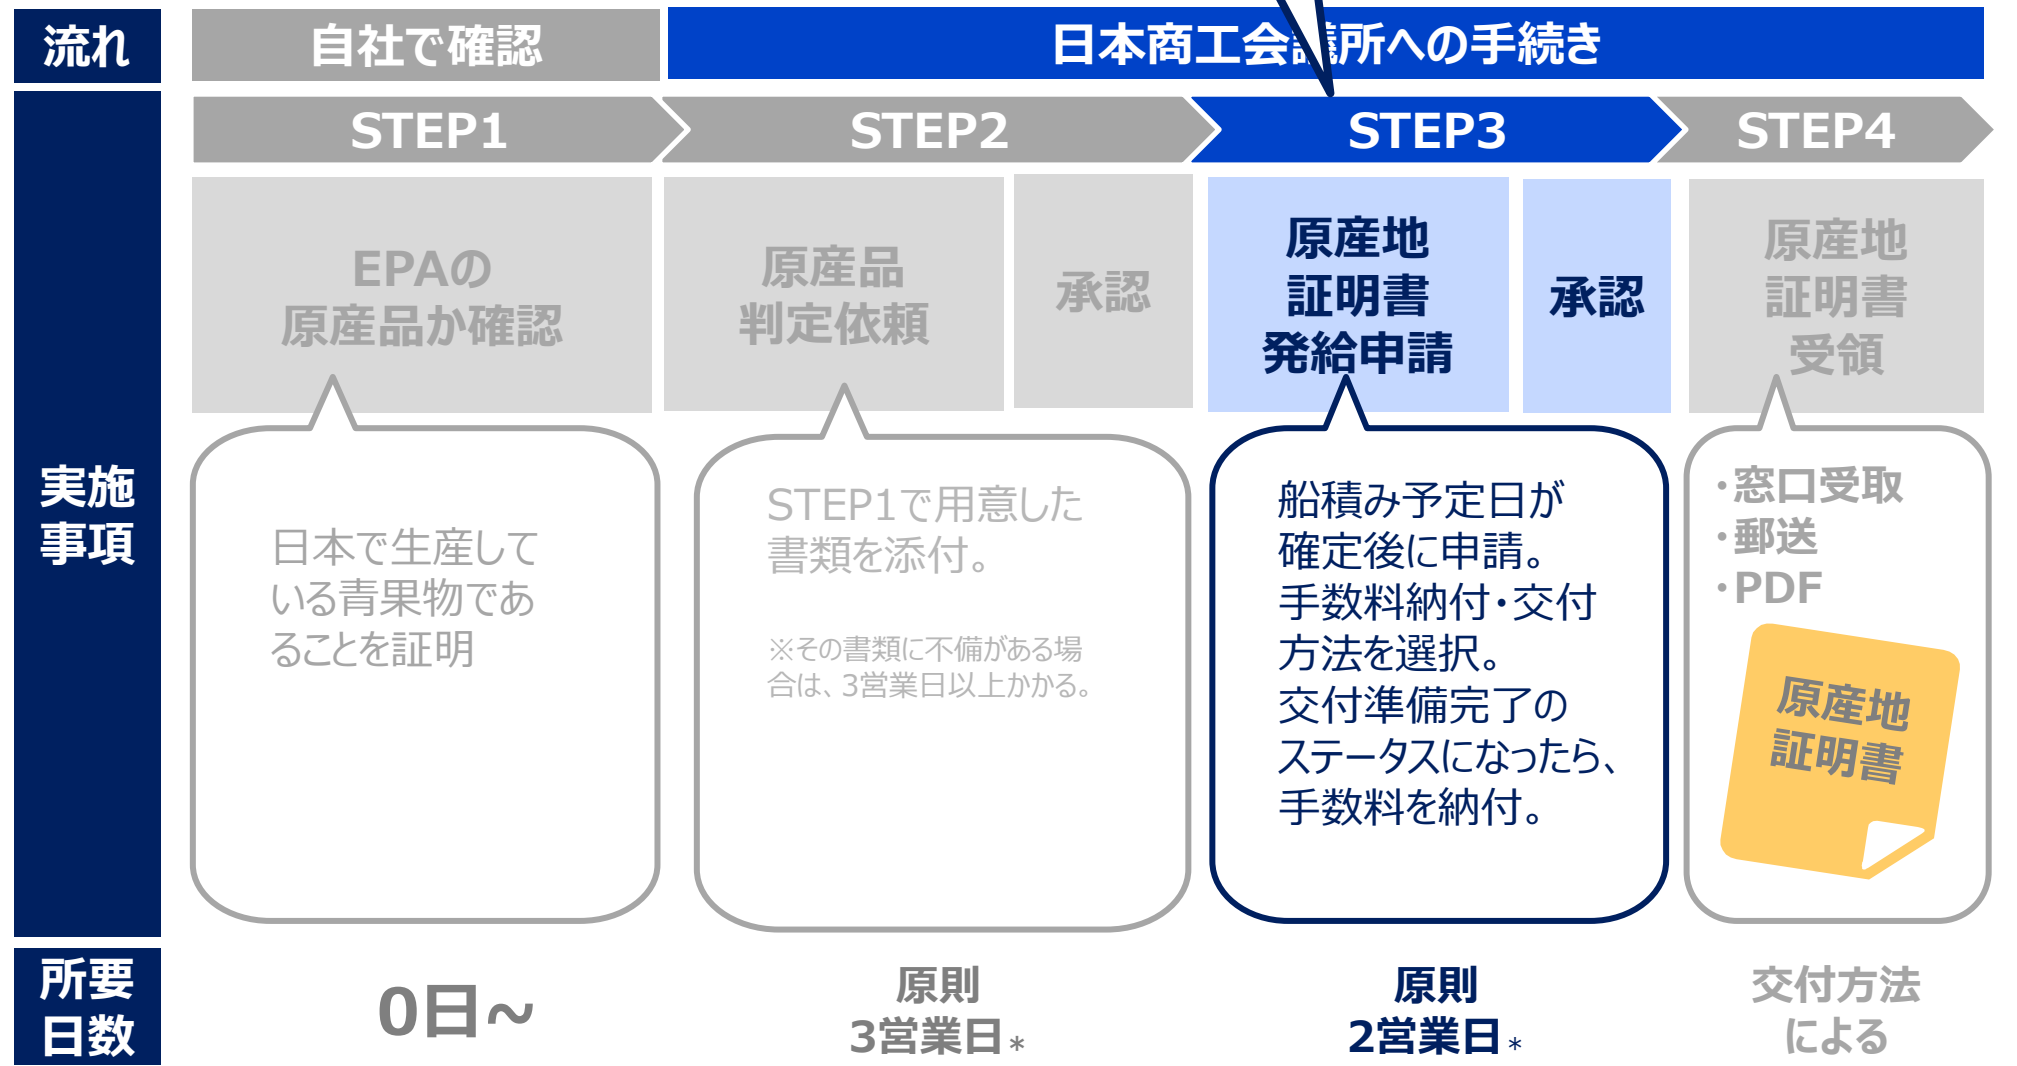 流れ
自社で確認
日本商工会議所への手続き
STEP1
STEP2
STEP3
STEP4
実施
事項
EPAの
原産品か確認
原産品
判定依頼
承認
原産地
証明書
発給申請
承認
原産地
証明書
受領
日本で生産して
いる青果物であ
ることを証明
STEP1で用意した
書類を添付。
※その書類に不備がある場
合は、3営業日以上かかる。
船積み予定日が
確定後に申請。
手数料納付・交付
方法を選択。
交付準備完了の
ステータスになったら、
手数料を納付。
・窓口受取
・郵送
・PDF
原産地
証明書
所要
日数
0日~
原則
3営業日*
原則
2営業日*
交付方法
による